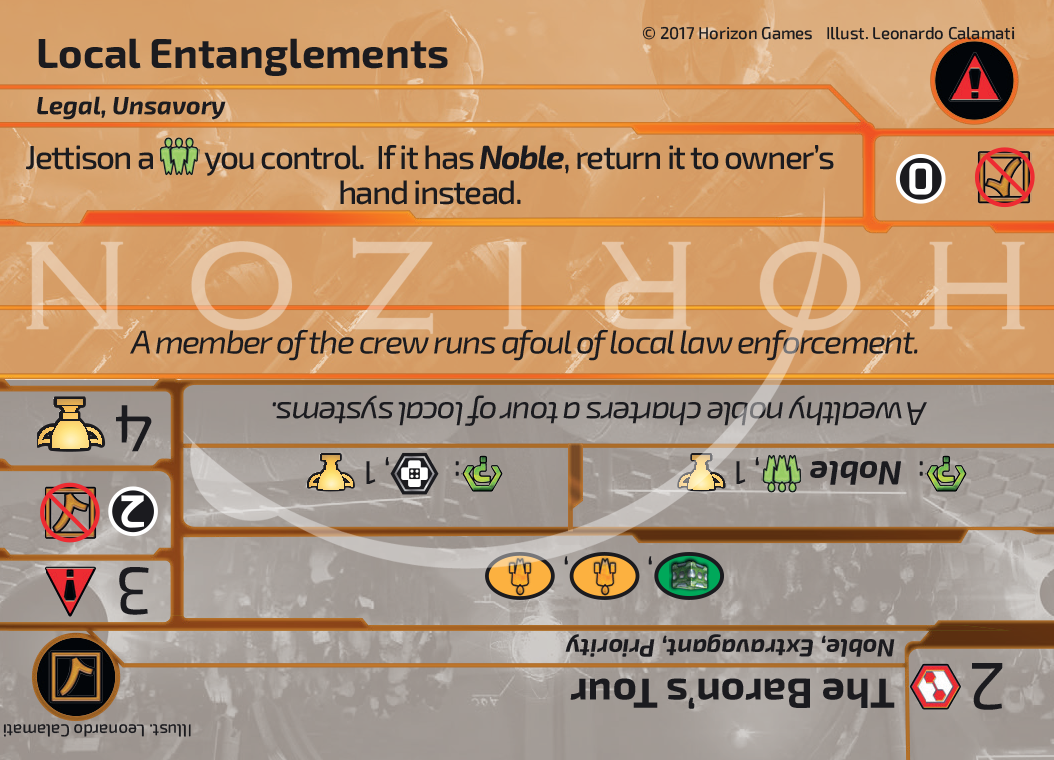 © 2017 Horizon Games Illust. Leonardo Calamati
Local Entanglements
Legal, Unsavory
Jettison a you control. If it has Noble, return it to owner's
hand instead.
0
HORIZON
A member of the crew runs afoul of local law enforcement.
2
The Baron's Tour
Noble, Extravagant, Priority
Illust. Leonardo Calamati
3
, ,
2
: Noble , 1
: , 1
4
A wealthy noble charters a tour of local systems.